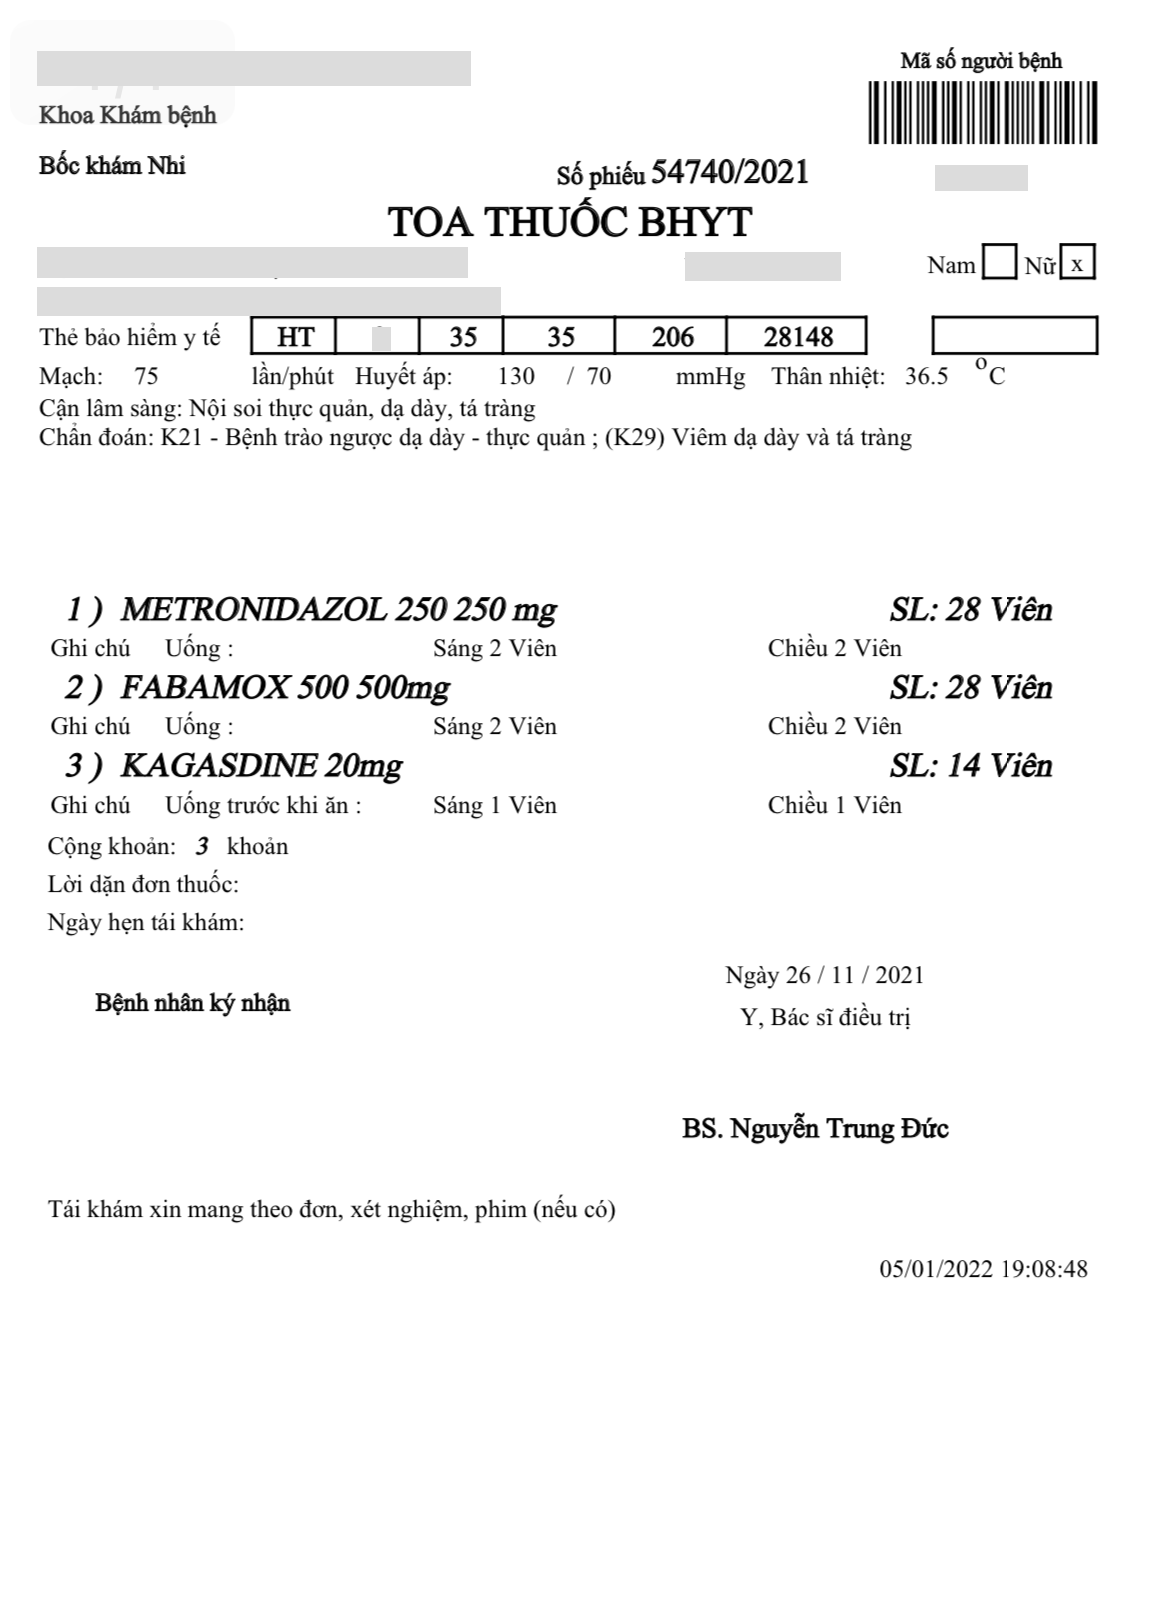 Mã số người bệnh
Khoa Khám bệnh
Bốc khám Nhi
Số phiếu 54740/2021
TOA THUỐC BHYT
Nam Nữ x
Thẻ bảo hiểm y tế HT 35 35 206 28148
Mạch: 75 lần/phút Huyết áp: 130 / 70 mmHg Thân nhiệt: 36.5 °C
Cận lâm sàng: Nội soi thực quản, dạ dày, tá tràng
Chẩn đoán: K21 - Bệnh trào ngược dạ dày - thực quản ; (K29) Viêm dạ dày và tá tràng
1 ) METRONIDAZOL 250 250 mg SL: 28 Viên
Ghi chú Uống : Sáng 2 Viên Chiều 2 Viên
2 ) FABAMOX 500 500mg SL: 28 Viên
Ghi chú Uống : Sáng 2 Viên Chiều 2 Viên
3 ) KAGASDINE 20mg SL: 14 Viên
Ghi chú Uống trước khi ăn : Sáng 1 Viên Chiều 1 Viên
Cộng khoản: 3 khoản
Lời dặn đơn thuốc:
Ngày hẹn tái khám:
Ngày 26 / 11 / 2021
Bệnh nhân ký nhận
Y, Bác sĩ điều trị
BS. Nguyễn Trung Đức
Tái khám xin mang theo đơn, xét nghiệm, phim (nếu có)
05/01/2022 19:08:48